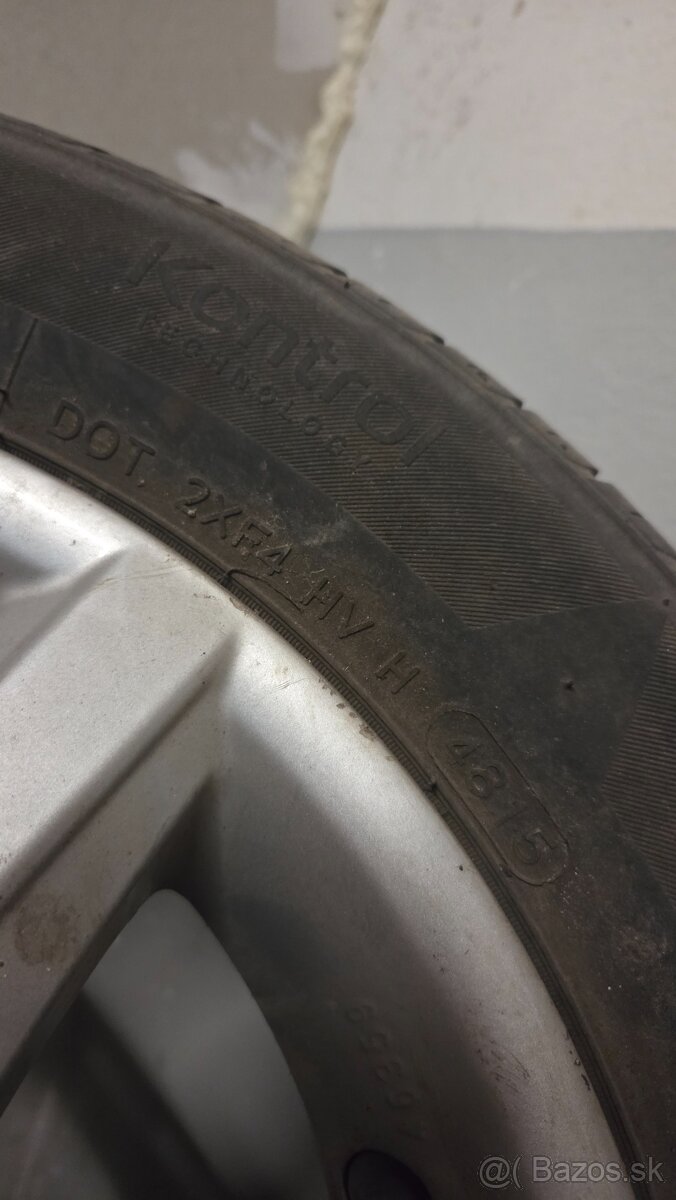 Kontrol
TECHNOLOGY
DOT. 2XF4 HV H 4815
@( Bazos.sk